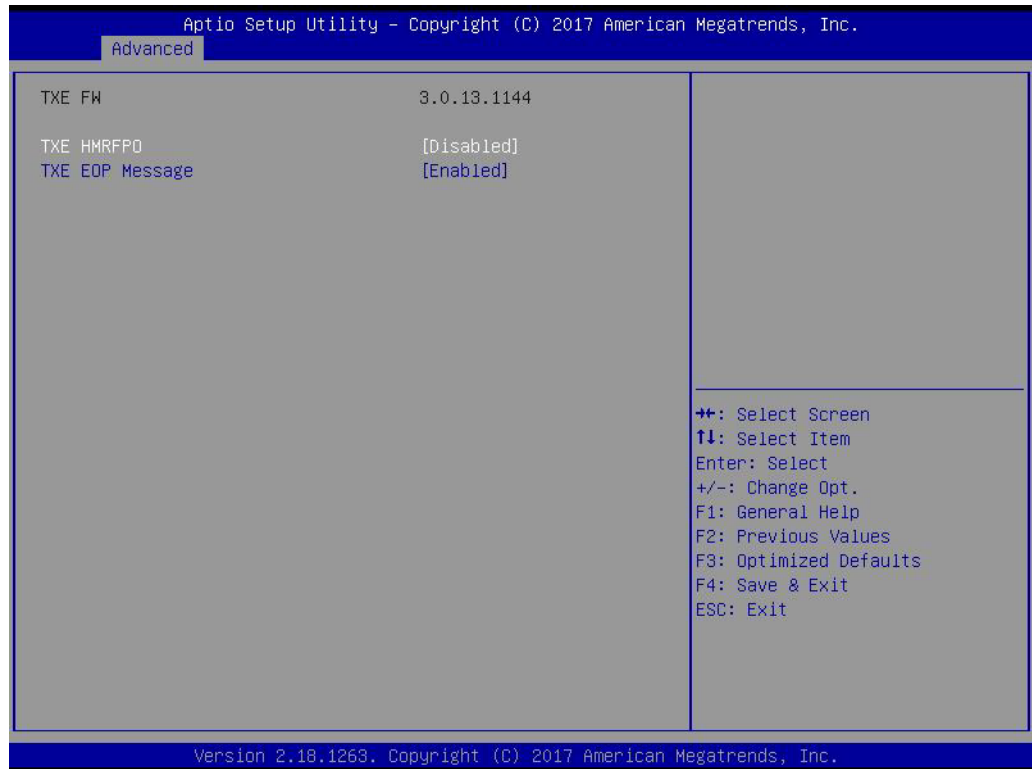 Aptio Setup Utility – Copyright (C) 2017 American Megatrends, Inc.
Advanced
TXE FW 3.0.13.1144
TXE HMRFPO [Disabled]
TXE EOP Message [Enabled]
→←: Select Screen
↑↓: Select Item
Enter: Select
+/-: Change Opt.
F1: General Help
F2: Previous Values
F3: Optimized Defaults
F4: Save & Exit
ESC: Exit
Version 2.18.1263. Copyright (C) 2017 American Megatrends, Inc.